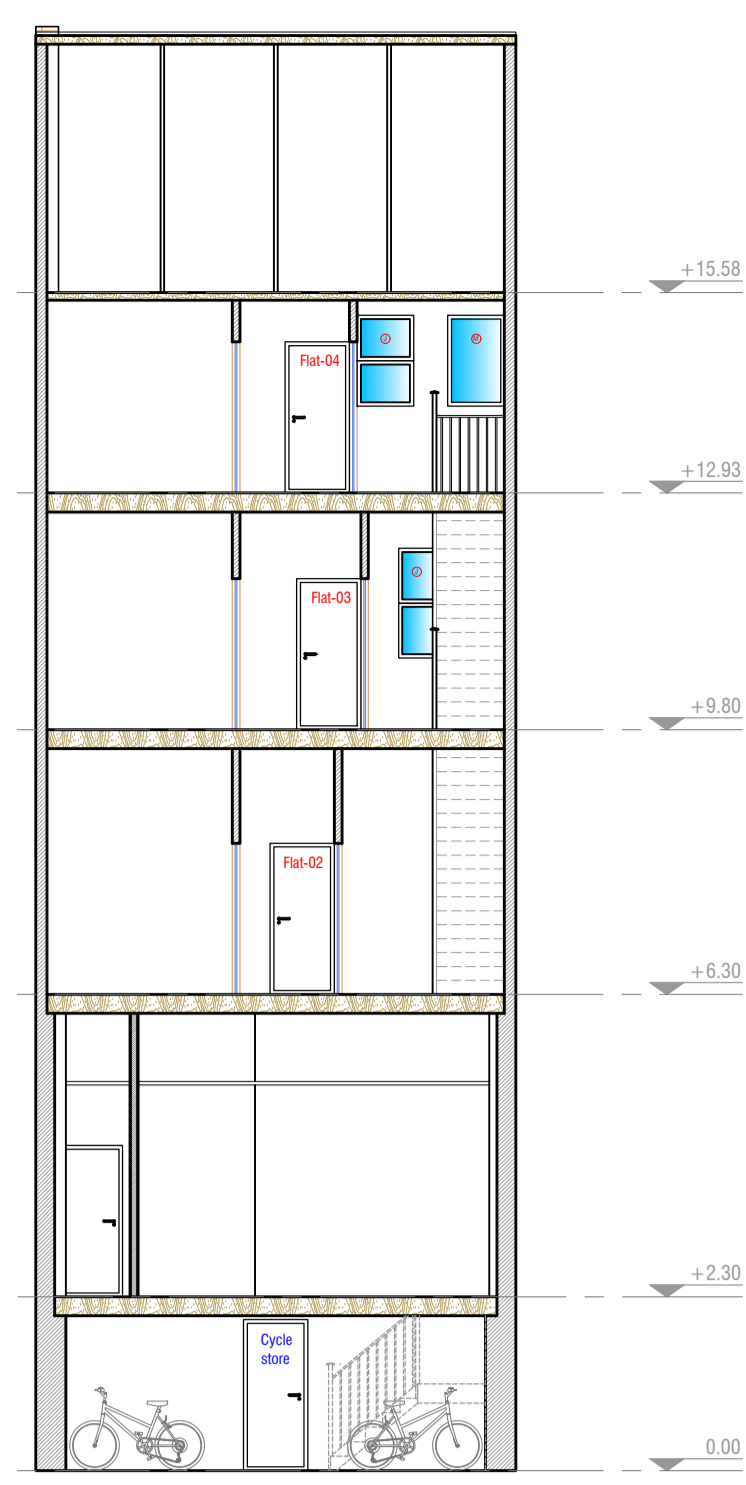 +15.58
Flat-04
J
M
+12.93
Flat-03
J
+9.80
Flat-02
+6.30
+2.30
Cycle
store
0.00